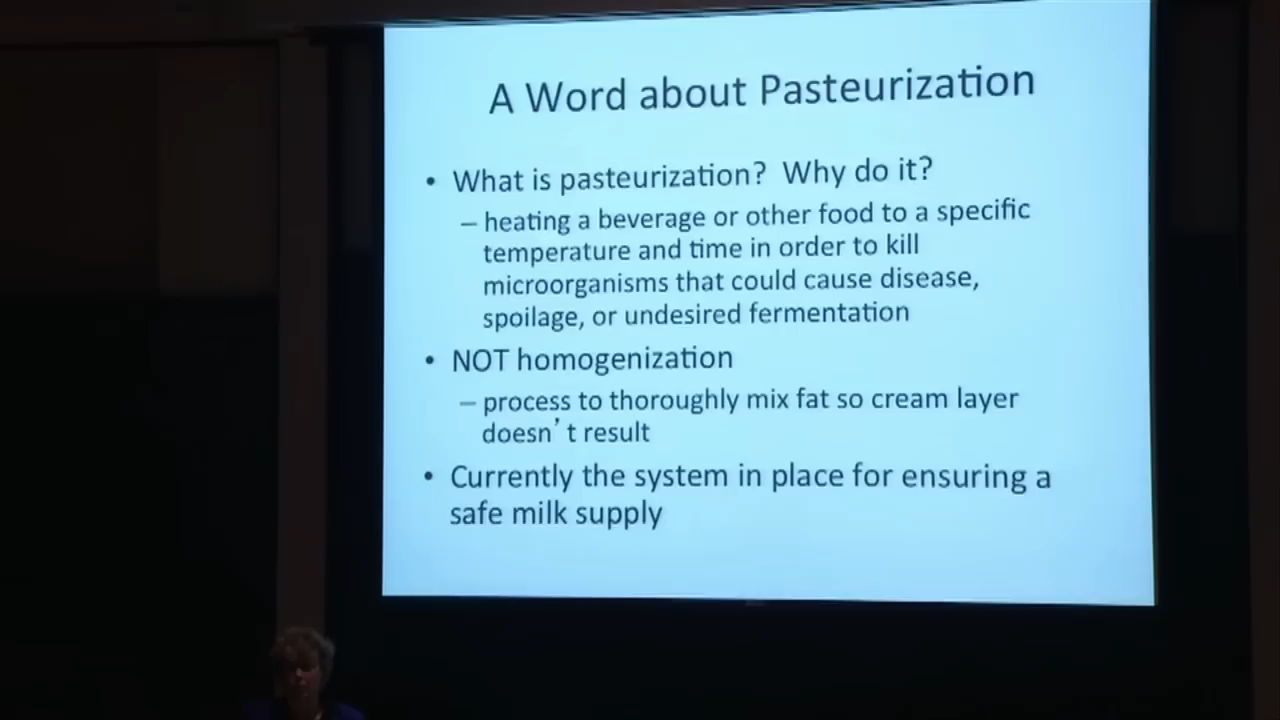 A Word about Pasteurization
• What is pasteurization? Why do it?
– heating a beverage or other food to a specific
temperature and time in order to kill
microorganisms that could cause disease,
spoilage, or undesired fermentation
• NOT homogenization
– process to thoroughly mix fat so cream layer
doesn't result
• Currently the system in place for ensuring a
safe milk supply